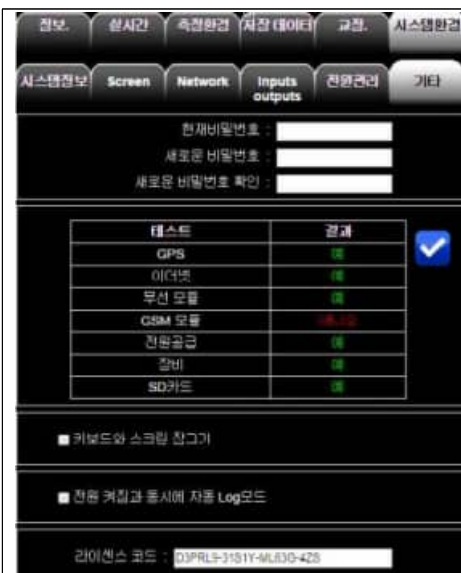 정보. 실시간 측정환경 저장 데이터 교정. 시스템환경
시스템정보 Screen Network Inputs outputs 전원관리 기타
현재비밀번호 :
새로운 비밀번호 :
새로운 비밀번호 확인 :
테스트 결과
GPS 예
이더넷 예
무선 모듈 예
GSM 모듈
전원공급 예
장비 예
SD카드 예
키보드와 스크린 잠그기
전원 켜짐과 동시에 자동 Log모드
라이센스 코드 : D3PRL9-3181Y-ML63G-4Z8